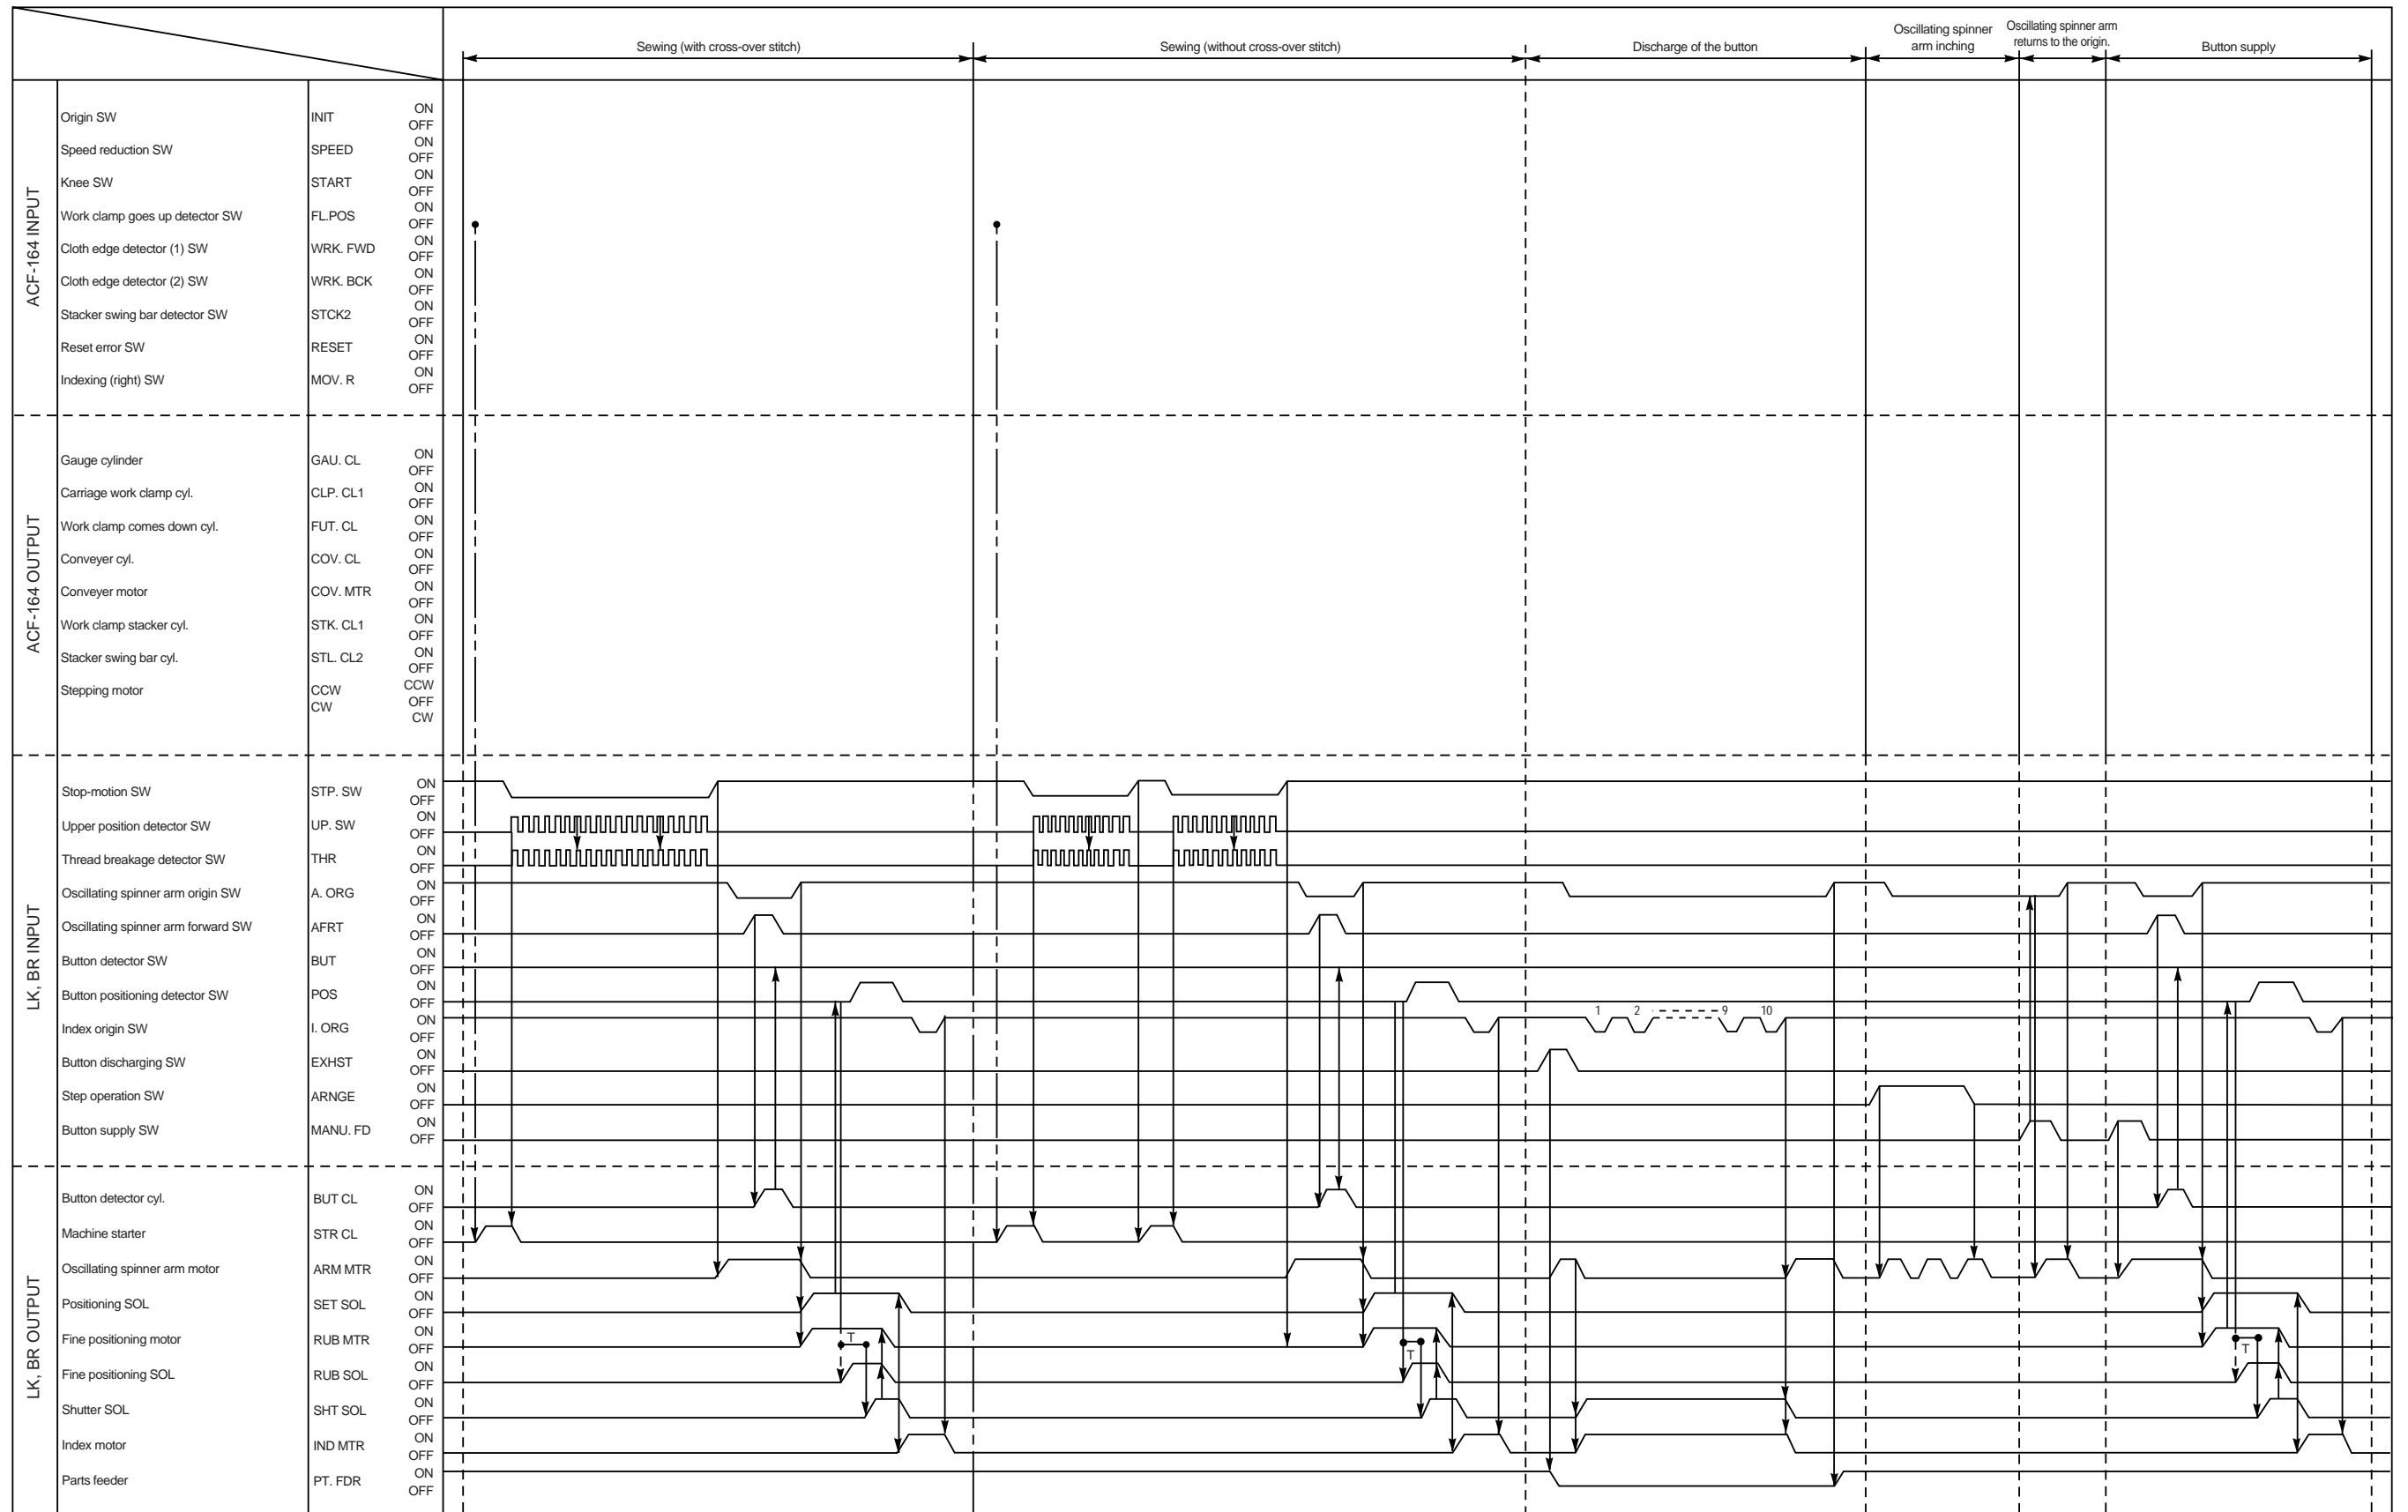 Sewing (with cross-over stitch)
Sewing (without cross-over stitch)
Discharge of the button
Oscillating spinner
arm inching
Oscillating spinner arm
returns to the origin.
Button supply
ACF-164 INPUT
Origin SW INIT ON
OFF
Speed reduction SW SPEED ON
OFF
Knee SW START ON
OFF
Work clamp goes up detector SW FL.POS ON
OFF
Cloth edge detector (1) SW WRK. FWD ON
OFF
Cloth edge detector (2) SW WRK. BCK ON
OFF
Stacker swing bar detector SW STCK2 ON
OFF
Reset error SW RESET ON
OFF
Indexing (right) SW MOV. R ON
OFF
ACF-164 OUTPUT
Gauge cylinder GAU. CL ON
OFF
Carriage work clamp cyl. CLP. CL1 ON
OFF
Work clamp comes down cyl. FUT. CL ON
OFF
Conveyer cyl. COV. CL ON
OFF
Conveyer motor COV. MTR ON
OFF
Work clamp stacker cyl. STK. CL1 ON
OFF
Stacker swing bar cyl. STL. CL2 ON
OFF
Stepping motor CCW CCW
CW OFF
CW
LK, BR INPUT
Stop-motion SW STP. SW ON
OFF
Upper position detector SW UP. SW ON
OFF
Thread breakage detector SW THR ON
OFF
Oscillating spinner arm origin SW A. ORG ON
OFF
Oscillating spinner arm forward SW AFRT ON
OFF
Button detector SW BUT ON
OFF
Button positioning detector SW POS ON
OFF
Index origin SW I. ORG ON
OFF
1 2 9 10
Button discharging SW EXHST ON
OFF
Step operation SW ARNGE ON
OFF
Button supply SW MANU. FD ON
OFF
LK, BR OUTPUT
Button detector cyl. BUT CL ON
OFF
Machine starter STR CL ON
OFF
Oscillating spinner arm motor ARM MTR ON
OFF
Positioning SOL SET SOL ON
OFF
Fine positioning motor RUB MTR ON
OFF
T T T
Fine positioning SOL RUB SOL ON
OFF
Shutter SOL SHT SOL ON
OFF
Index motor IND MTR ON
OFF
Parts feeder PT. FDR ON
OFF